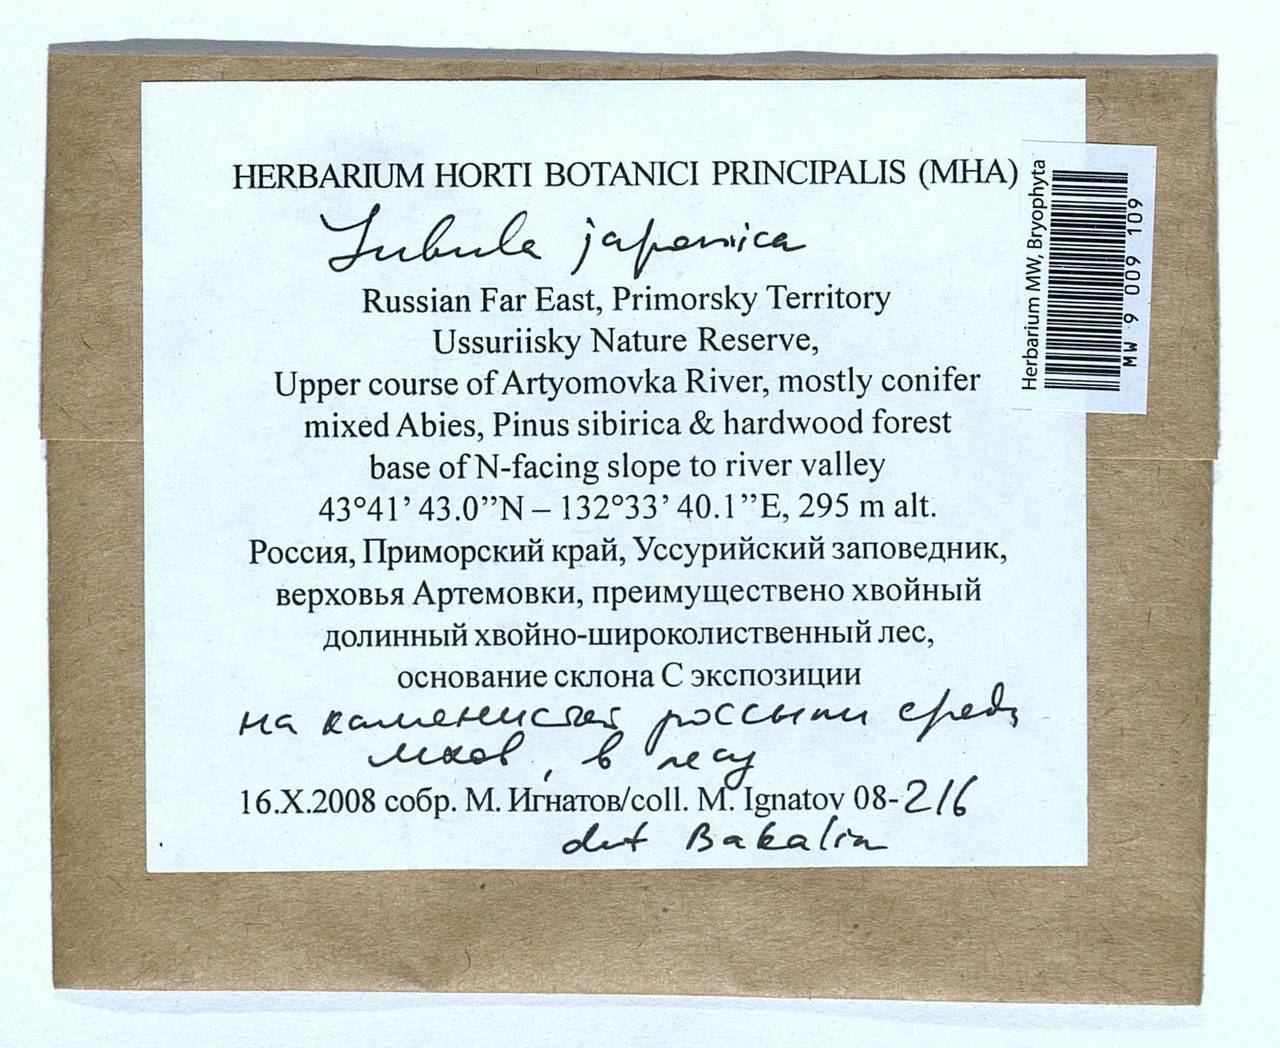 HERBARIUM HORTI BOTANICI PRINCIPALIS (MHA)
Jubula japonica
Russian Far East, Primorsky Territory
Ussuriisky Nature Reserve,
Upper course of Artyomovka River, mostly conifer
mixed Abies, Pinus sibirica & hardwood forest
base of N-facing slope to river valley
43°41’ 43.0”N – 132°33’ 40.1”E, 295 m alt.
Россия, Приморский край, Уссурийский заповедник,
верховья Артемовки, преимуществено хвойный
долинный хвойно-широколиственный лес,
основание склона С экспозиции
на каменистой россыпи среди
мхов, в лесу
16.X.2008 собр. М. Игнатов/coll. M. Ignatov 08-216
det Bakalin
Herbarium MW, Bryophyta
MW 9 009 109